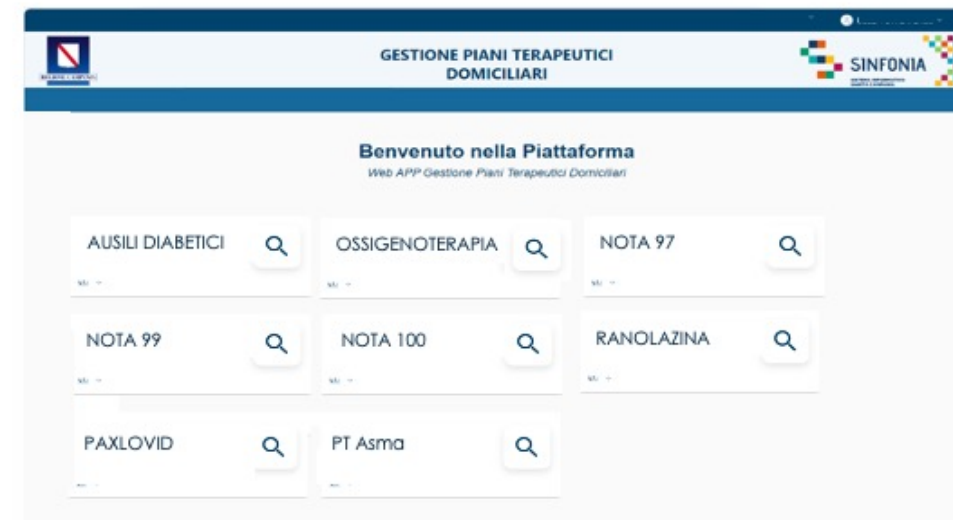 GESTIONE PIANI TERAPEUTICI
DOMICILIARI
SINFONIA
Benvenuto nella Piattaforma
Web APP Gestione Piani Terapeutici Domiciliari
AUSILI DIABETICI
OSSIGENOTERAPIA
NOTA 97
NOTA 99
NOTA 100
RANOLAZINA
PAXLOVID
PT Asma